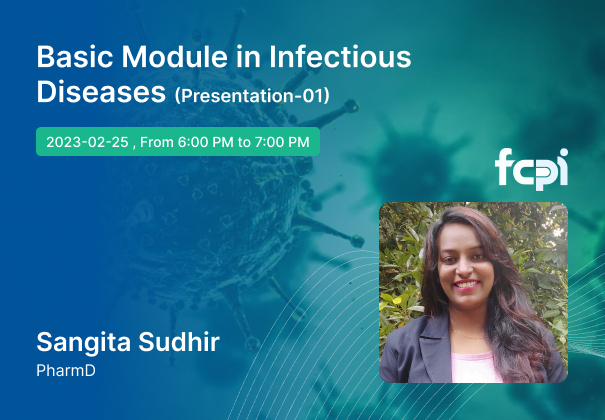 Basic Module in Infectious
Diseases (Presentation-01)
2023-02-25 , From 6:00 PM to 7:00 PM
fcpi
Sangita Sudhir
PharmD